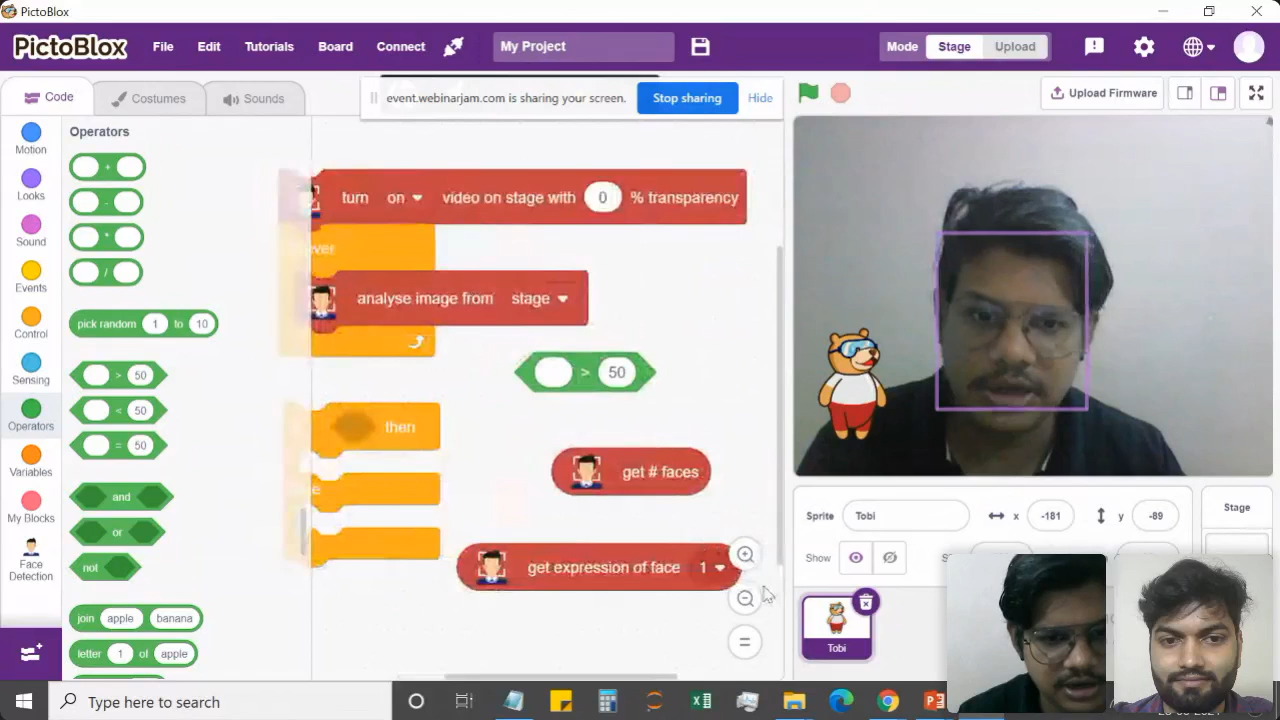 PictoBlox
PictoBlox File Edit Tutorials Board Connect My Project Mode Stage Upload
Code Costumes Sounds event.webinarjam.com is sharing your screen. Stop sharing Hide Upload Firmware
Motion
Looks
Sound
Events
Control
Sensing
Operators
Variables
My Blocks
Face
Detection
Operators
+
-
*
/
pick random 1 to 10
> 50
< 50
= 50
and
or
not
join apple banana
letter 1 of apple
turn on video on stage with 0 % transparency
ever
analyse image from stage
> 50
then
get # faces
e
get expression of face 1
Sprite Tobi x -181 y -89
Show
Tobi
Stage
Type here to search